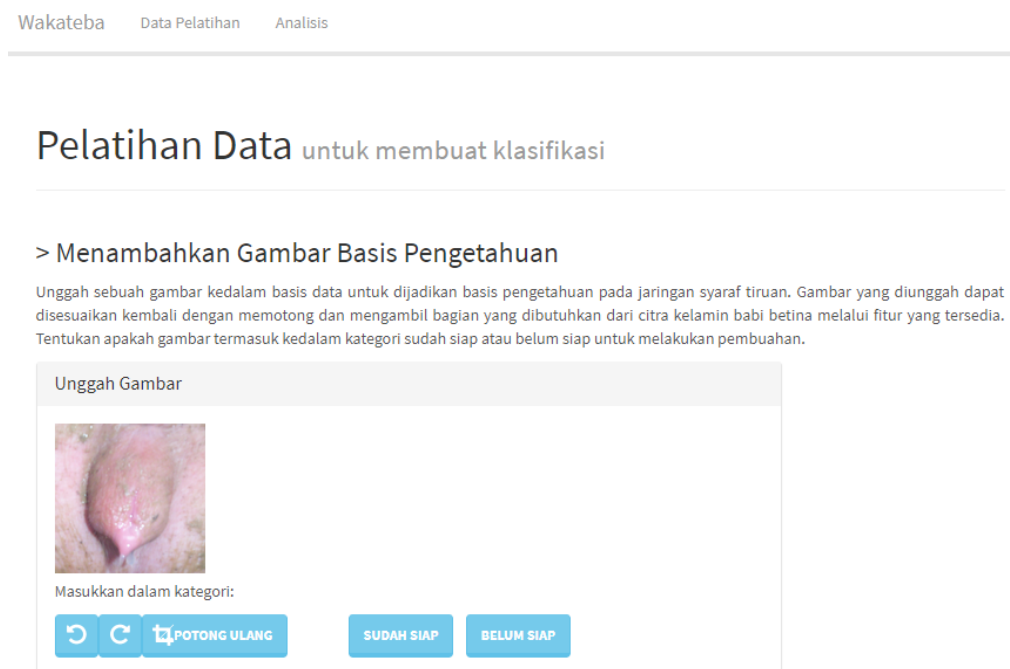 Wakateba Data Pelatihan Analisis
Pelatihan Data untuk membuat klasifikasi
> Menambahkan Gambar Basis Pengetahuan
Unggah sebuah gambar kedalam basis data untuk dijadikan basis pengetahuan pada jaringan syaraf tiruan. Gambar yang diunggah dapat
disesuaikan kembali dengan memotong dan mengambil bagian yang dibutuhkan dari citra kelamin babi betina melalui fitur yang tersedia.
Tentukan apakah gambar termasuk kedalam kategori sudah siap atau belum siap untuk melakukan pembuahan.
Unggah Gambar
Masukkan dalam kategori:
POTONG ULANG SUDAH SIAP BELUM SIAP